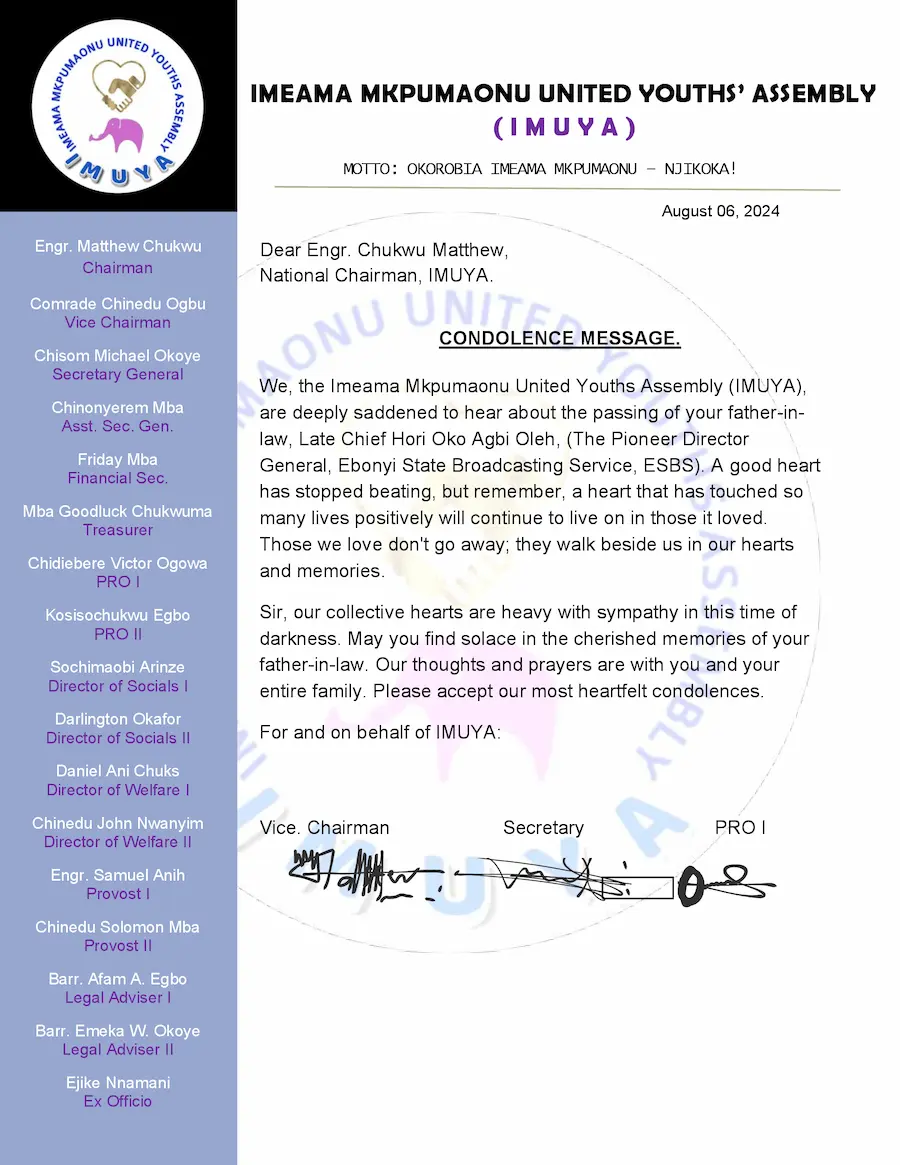 IMEAMA MKPUMAONU UNITED YOUTHS ASSEMBLY
IMUYA
IMEAMA MKPUMAONU UNITED YOUTHS' ASSEMBLY
(IMUYA)
MOTTO: OKOROBIA IMEAMA MKPUMAONU – NJIKOKA!
August 06, 2024
Engr. Matthew Chukwu
Chairman
Comrade Chinedu Ogbu
Vice Chairman
Chisom Michael Okoye
Secretary General
Chinonyerem Mba
Asst. Sec. Gen.
Friday Mba
Financial Sec.
Mba Goodluck Chukwuma
Treasurer
Chidiebere Victor Ogowa
PRO I
Kosisochukwu Egbo
PRO II
Sochimaobi Arinze
Director of Socials I
Darlington Okafor
Director of Socials II
Daniel Ani Chuks
Director of Welfare I
Chinedu John Nwanyim
Director of Welfare II
Engr. Samuel Anih
Provost I
Chinedu Solomon Mba
Provost II
Barr. Afam A. Egbo
Legal Adviser I
Barr. Emeka W. Okoye
Legal Adviser II
Ejike Nnamani
Ex Officio
Dear Engr. Chukwu Matthew,
National Chairman, IMUYA.
CONDOLENCE MESSAGE.
We, the Imeama Mkpumaonu United Youths Assembly (IMUYA),
are deeply saddened to hear about the passing of your father-in-
law, Late Chief Hori Oko Agbi Oleh, (The Pioneer Director
General, Ebonyi State Broadcasting Service, ESBS). A good heart
has stopped beating, but remember, a heart that has touched so
many lives positively will continue to live on in those it loved.
Those we love don't go away; they walk beside us in our hearts
and memories.
Sir, our collective hearts are heavy with sympathy in this time of
darkness. May you find solace in the cherished memories of your
father-in-law. Our thoughts and prayers are with you and your
entire family. Please accept our most heartfelt condolences.
For and on behalf of IMUYA:
Vice. Chairman Secretary PRO I